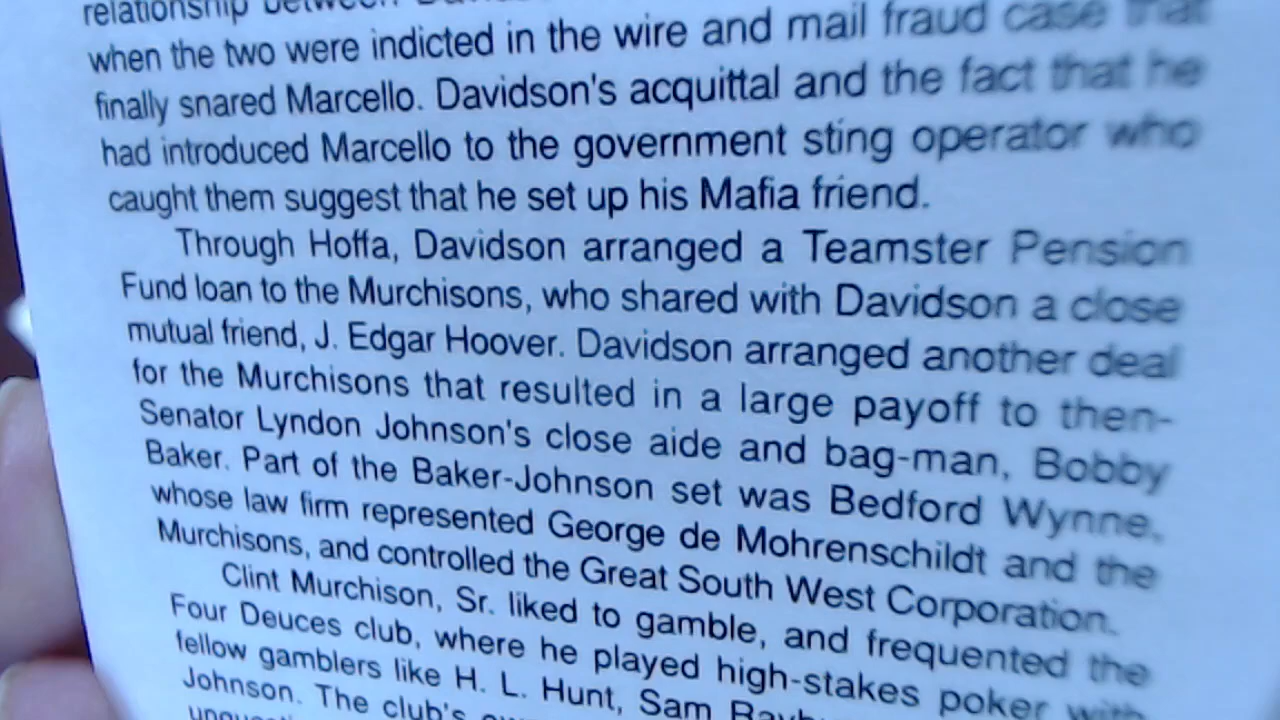 relationship between
when the two were indicted in the wire and mail fraud case that
finally snared Marcello. Davidson's acquittal and the fact that he
had introduced Marcello to the government sting operator who
caught them suggest that he set up his Mafia friend.
Through Hoffa, Davidson arranged a Teamster Pension
Fund loan to the Murchisons, who shared with Davidson a close
mutual friend, J. Edgar Hoover. Davidson arranged another deal
for the Murchisons that resulted in a large payoff to then-
Senator Lyndon Johnson's close aide and bag-man, Bobby
Baker. Part of the Baker-Johnson set was Bedford Wynne,
whose law firm represented George de Mohrenschildt and the
Murchisons, and controlled the Great South West Corporation.
Clint Murchison, Sr. liked to gamble, and frequented the
Four Deuces club, where he played high-stakes poker with
fellow gamblers like H. L. Hunt, Sam
Johnson. The club's